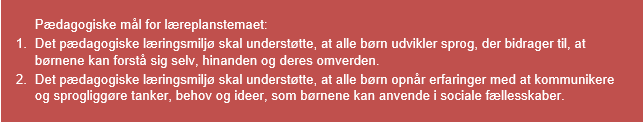 Pædagogiske mål for læreplanstemaet:
1. Det pædagogiske læringsmiljø skal understøtte, at alle børn udvikler sprog, der bidrager til, at
børnene kan forstå sig selv, hinanden og deres omverden.
2. Det pædagogiske læringsmiljø skal understøtte, at alle børn opnår erfaringer med at kommunikere
og sprogliggøre tanker, behov og ideer, som børnene kan anvende i sociale fællesskaber.